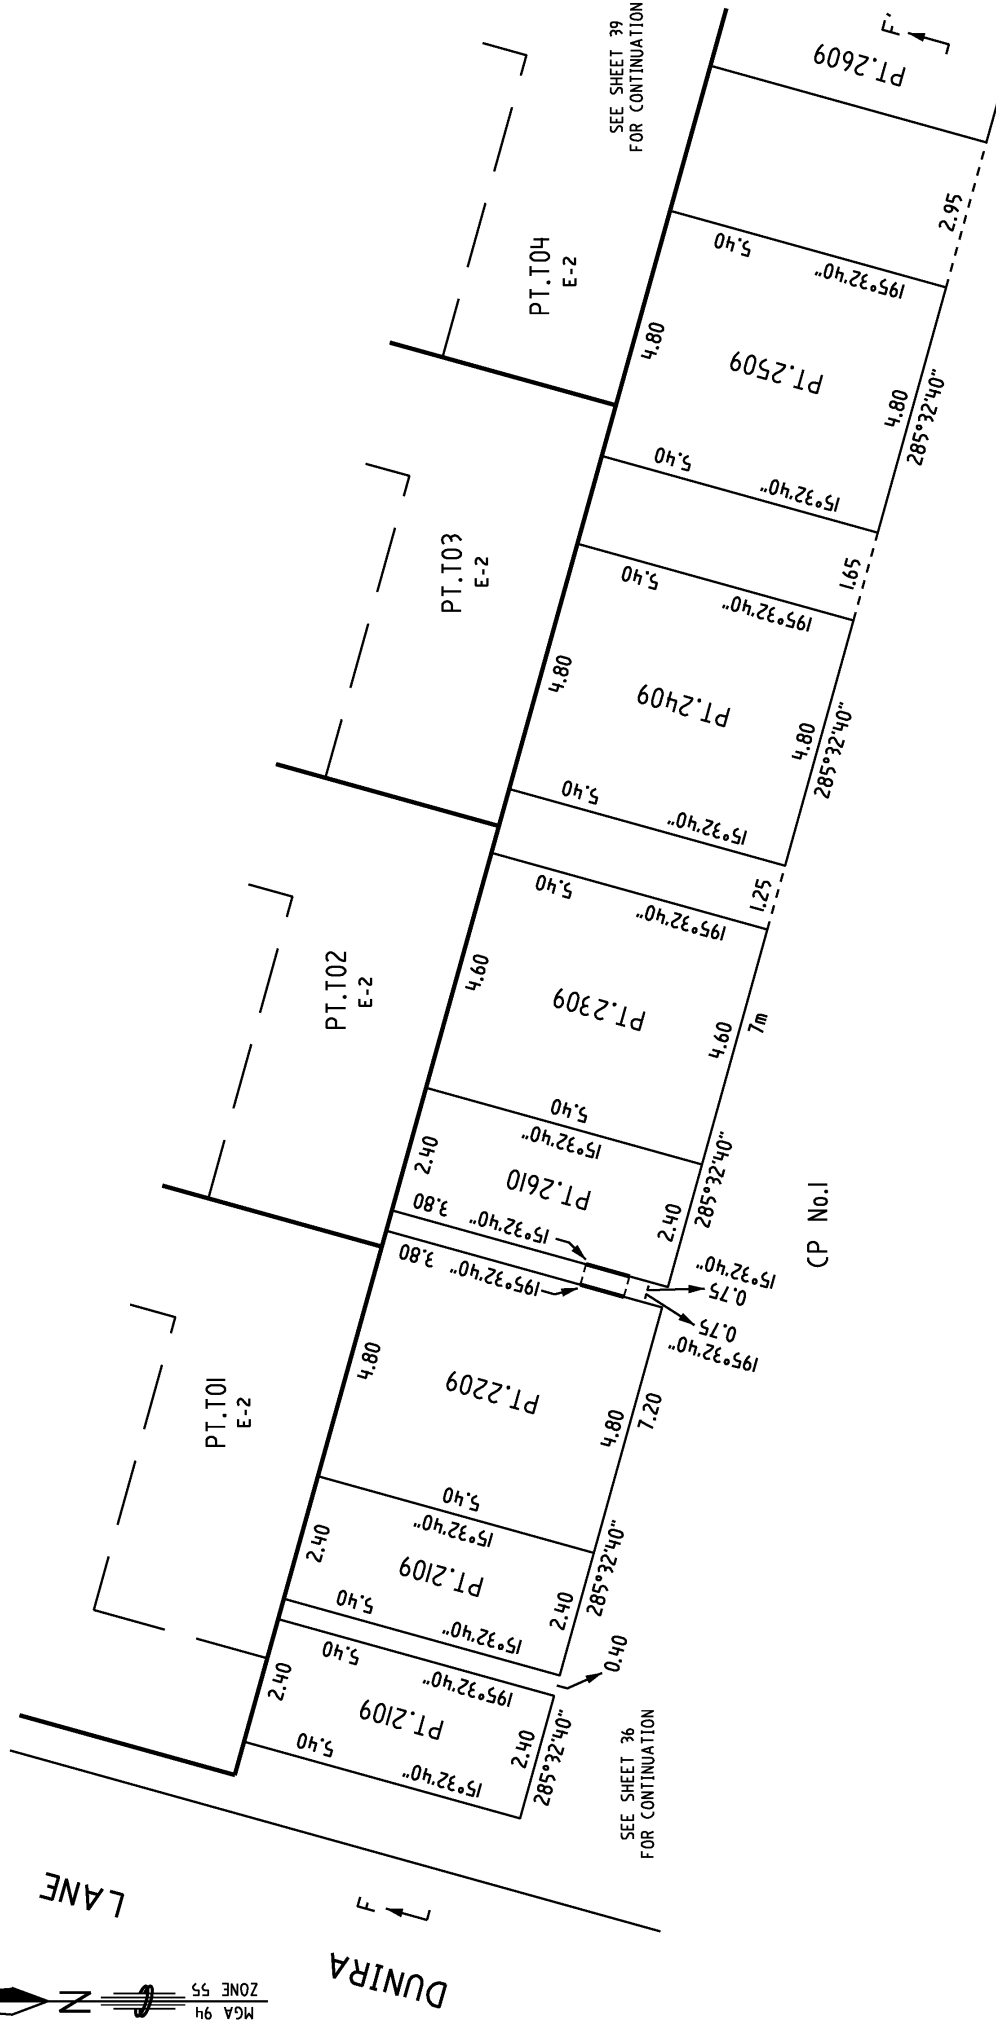 SEE SHEET 39
FOR CONTINUATION
F'
PT.2609
2.95
PT.T04
E-2
5.40
195°32'40"
4.80
PT.2509
4.80
285°32'40"
5.40
15°32'40"
1.65
PT.T03
E-2
5.40
195°32'40"
4.80
PT.2409
4.80
285°32'40"
5.40
15°32'40"
1.25
PT.T02
E-2
5.40
195°32'40"
4.60
PT.2309
4.60
7m
5.40
15°32'40"
2.40
PT.2610
2.40
285°32'40"
3.80
15°32'40"
3.80
195°32'40"
15°32'40"
0.75
0.75
195°32'40"
CP No.1
PT.T01
E-2
4.80
PT.2209
4.80
7.20
5.40
15°32'40"
2.40
PT.2109
2.40
285°32'40"
5.40
15°32'40"
0.40
5.40
195°32'40"
2.40
PT.2109
2.40
285°32'40"
5.40
15°32'40"
SEE SHEET 36
FOR CONTINUATION
F
DUNIRA
LANE
N
MGA 94
ZONE 55